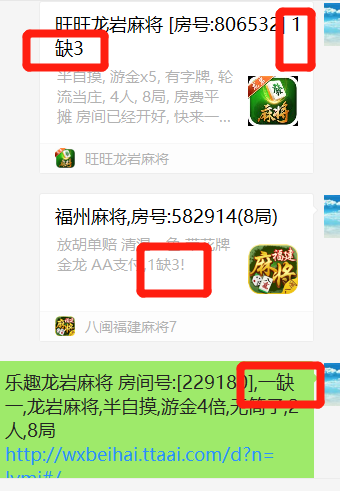 旺旺龙岩麻将 [房号:806532] 1
缺3
半自摸, 游金x5, 有字牌, 轮
流当庄, 4人, 8局, 房费平
摊 房间已经开好, 快来一...
麻将
旺旺龙岩麻将
福州麻将,房号:582914(8局)
放胡单赔 清混一色 带花牌
金龙 AA支付,1缺3!
福建
麻将
八闽福建麻将7
乐趣龙岩麻将 房间号:[229180],一缺
一,龙岩麻将,半自摸,游金4倍,无简了,2
人,8局
http://wxbeihai.ttaai.com/d?n=